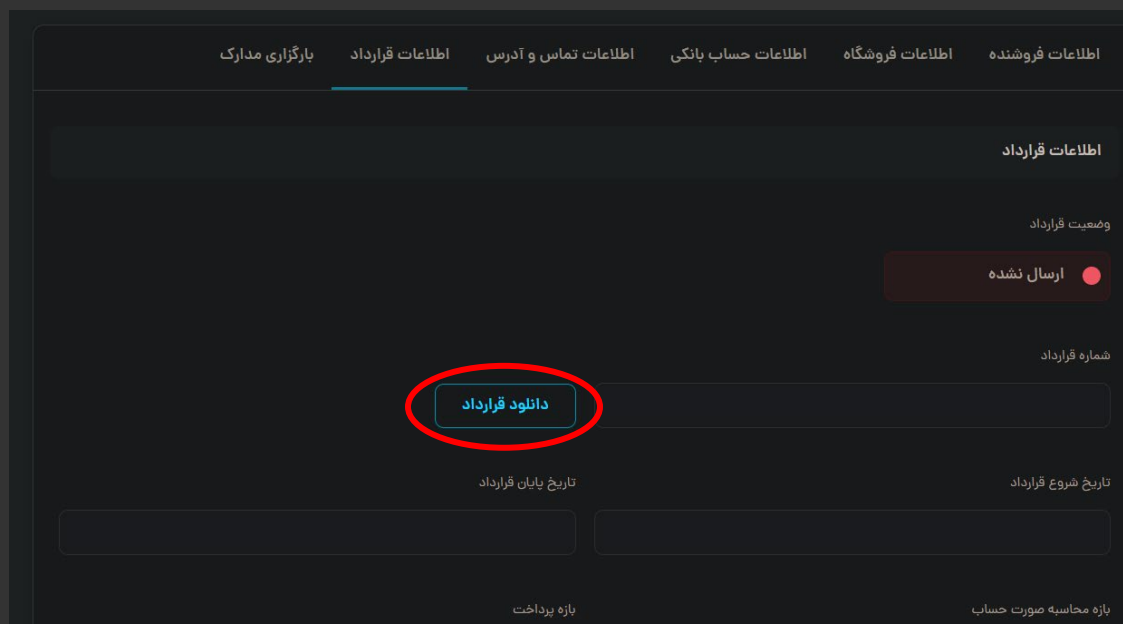 اطلاعات فروشنده اطلاعات فروشگاه اطلاعات حساب بانکی اطلاعات تماس و آدرس اطلاعات قرارداد بارگزاری مدارک
اطلاعات قرارداد
وضعیت قرارداد
ارسال نشده
شماره قرارداد
دانلود قرارداد
تاریخ شروع قرارداد تاریخ پایان قرارداد
بازه محاسبه صورت حساب بازه پرداخت